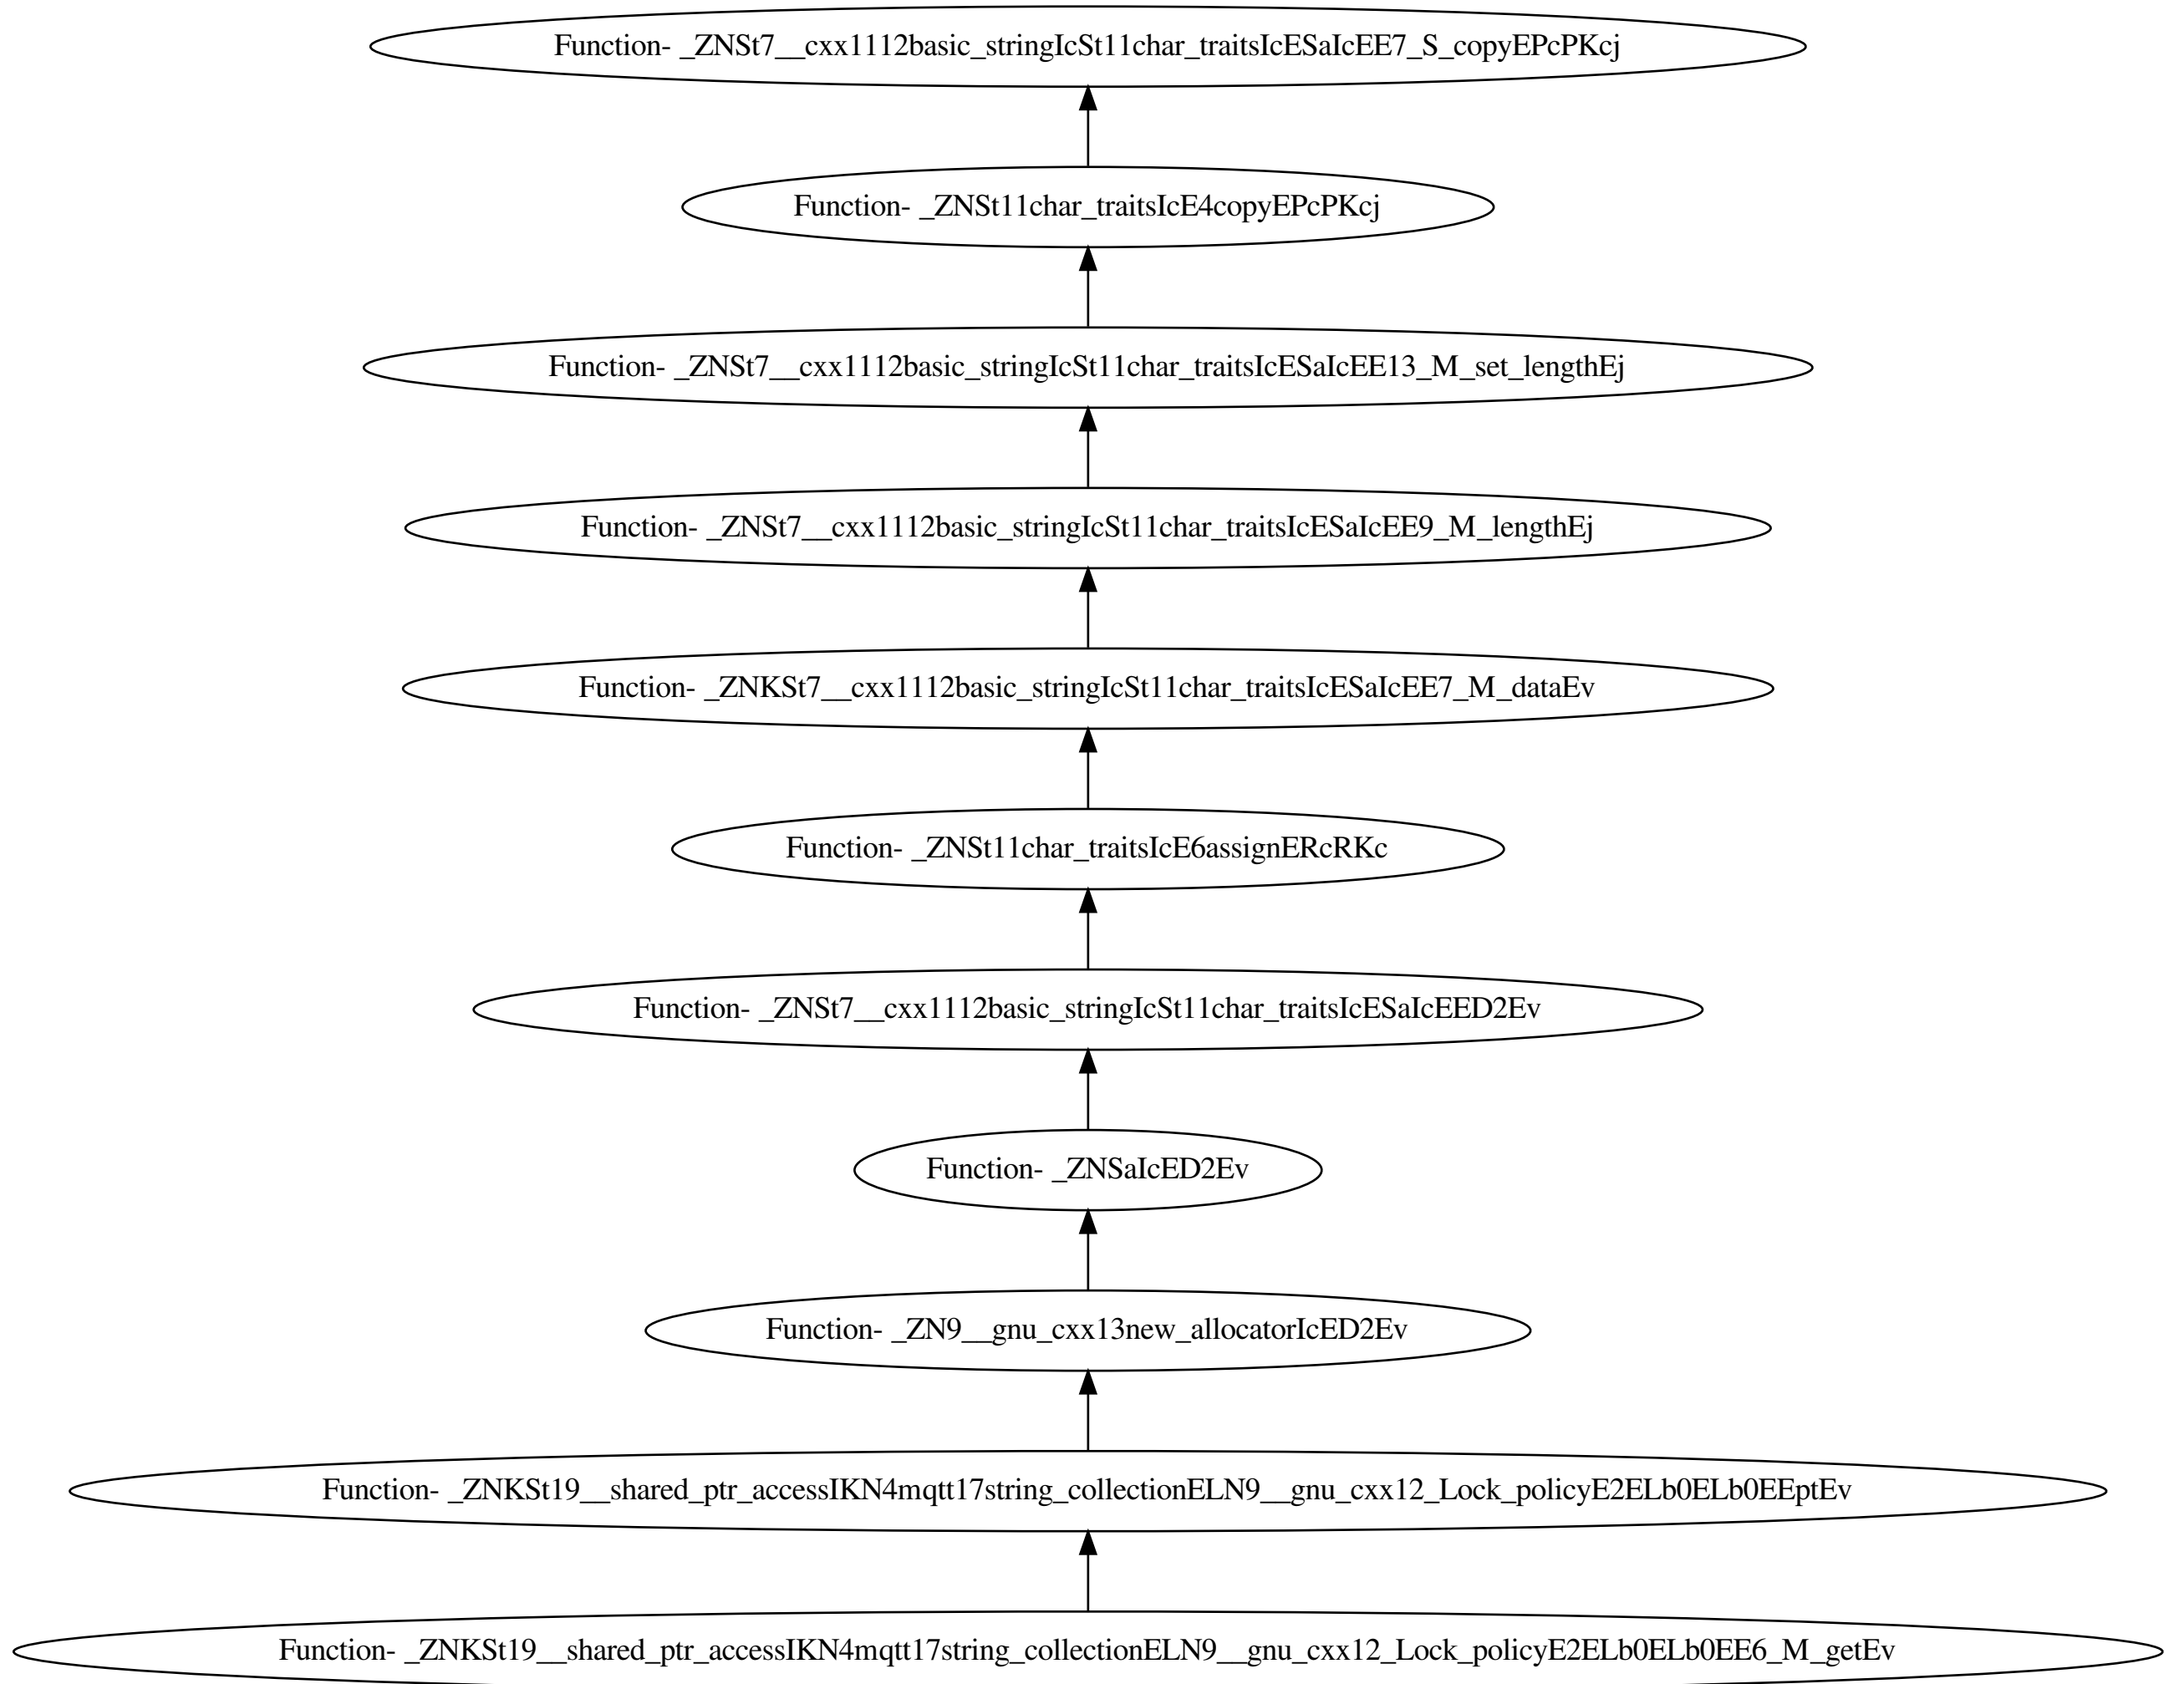 Function- _ZNSt7__cxx1112basic_stringIcSt11char_traitsIcESaIcEE7_S_copyEPcPKcj
Function- _ZNSt11char_traitsIcE4copyEPcPKcj
Function- _ZNSt7__cxx1112basic_stringIcSt11char_traitsIcESaIcEE13_M_set_lengthEj
Function- _ZNSt7__cxx1112basic_stringIcSt11char_traitsIcESaIcEE9_M_lengthEj
Function- _ZNKSt7__cxx1112basic_stringIcSt11char_traitsIcESaIcEE7_M_dataEv
Function- _ZNSt11char_traitsIcE6assignERcRKc
Function- _ZNSt7__cxx1112basic_stringIcSt11char_traitsIcESaIcEED2Ev
Function- _ZNSaIcED2Ev
Function- _ZN9__gnu_cxx13new_allocatorIcED2Ev
Function- _ZNKSt19__shared_ptr_accessIKN4mqtt17string_collectionELN9__gnu_cxx12_Lock_policyE2ELb0ELb0EEptEv
Function- _ZNKSt19__shared_ptr_accessIKN4mqtt17string_collectionELN9__gnu_cxx12_Lock_policyE2ELb0ELb0EE6_M_getEv